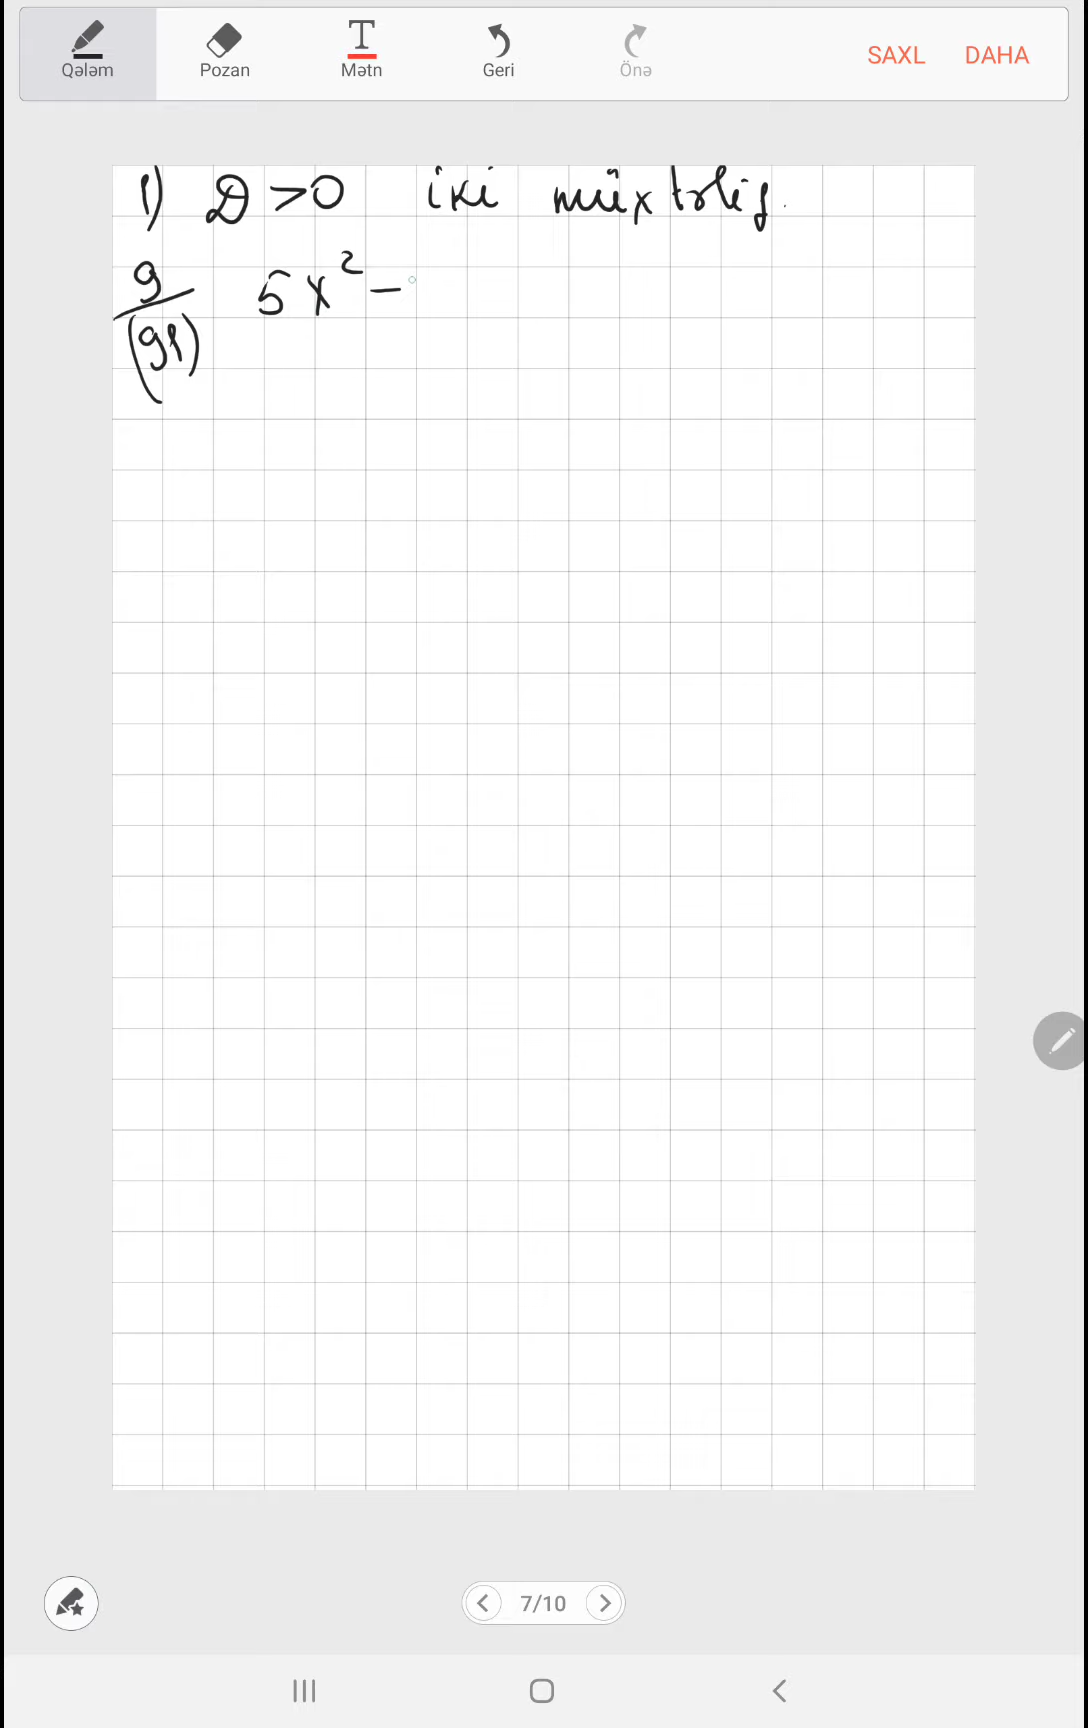 Qələm Pozan Mətn Geri Önə SAXL DAHA
1) D >0 iki müxtəlif
9 5x² -
(91)
7/10